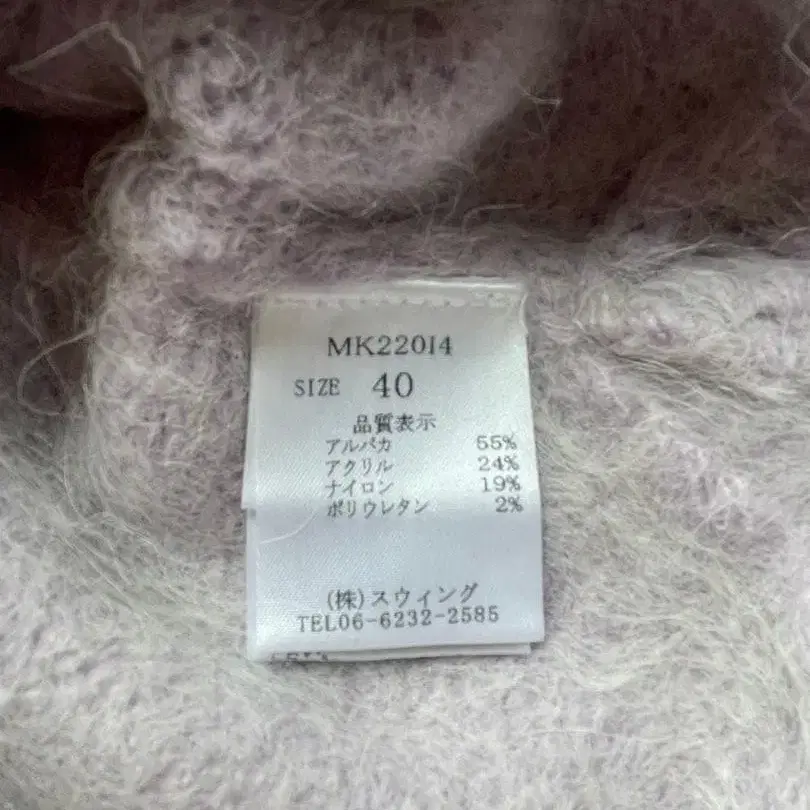 MK22014
SIZE 40
品質表示
アルパカ 55%
アクリル 24%
ナイロン 19%
ポリウレタン 2%
(株)スウィング
TEL06-6232-2585